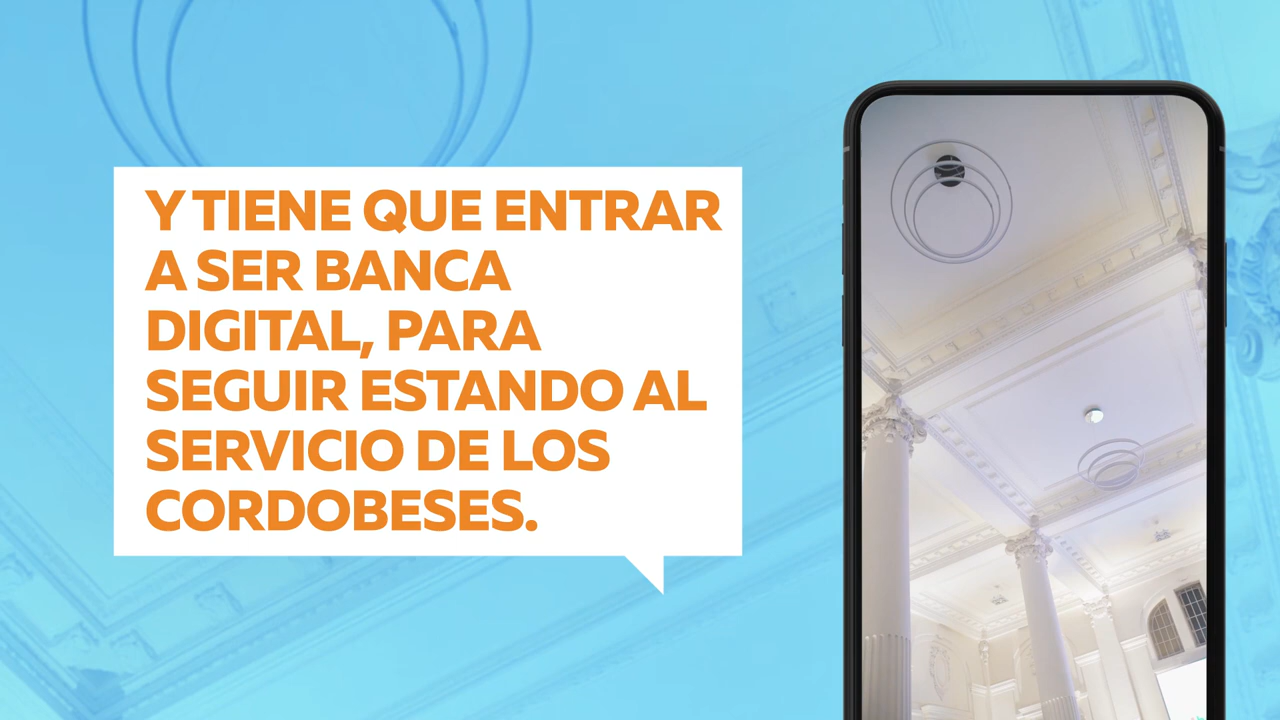 Y TIENE QUE ENTRAR
A SER BANCA
DIGITAL, PARA
SEGUIR ESTANDO AL
SERVICIO DE LOS
CORDOBESES.